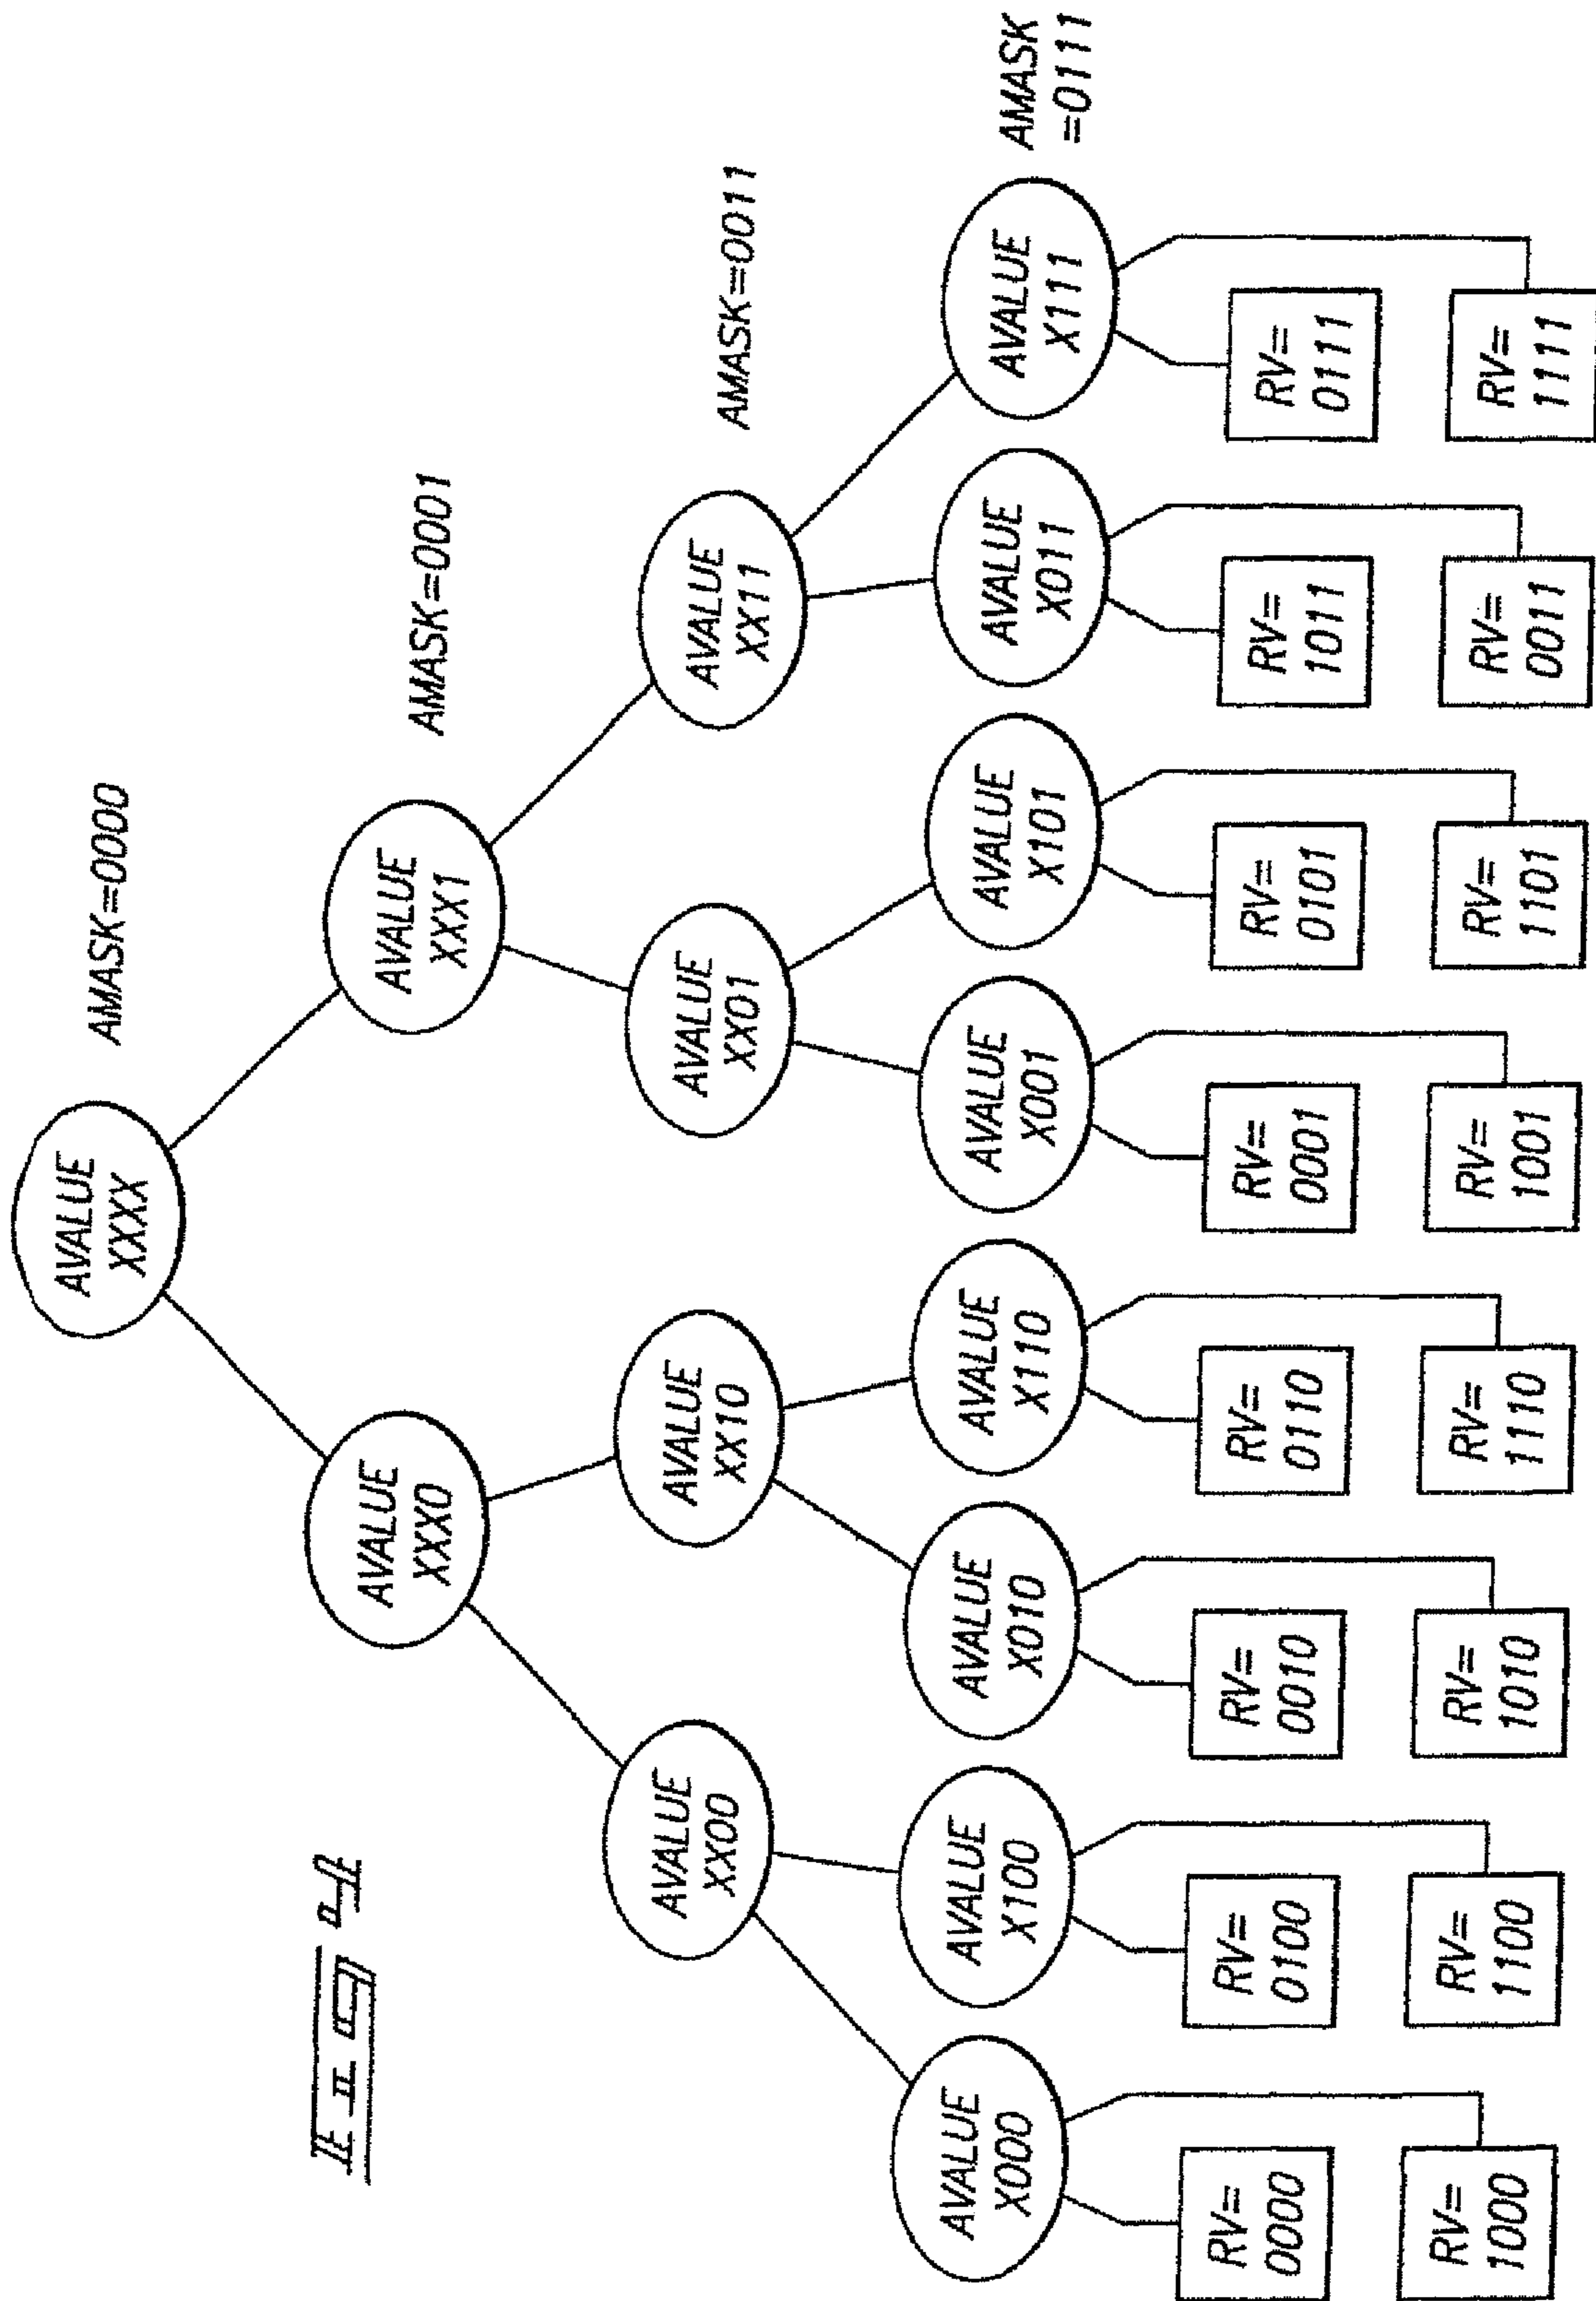 Fig 4
AVALUE
XXXX
AMASK=0000
AVALUE
XXX0
AVALUE
XXX1
AMASK=0001
AVALUE
XX00
AVALUE
XX10
AVALUE
XX01
AVALUE
XX11
AMASK=0011
AVALUE
X000
AVALUE
X100
AVALUE
X010
AVALUE
X110
AVALUE
X001
AVALUE
X101
AVALUE
X011
AVALUE
X111
AMASK
=0111
RV=
0000
RV=
0100
RV=
0010
RV=
0110
RV=
0001
RV=
0101
RV=
1011
RV=
0111
RV=
1000
RV=
1100
RV=
1010
RV=
1110
RV=
1001
RV=
1101
RV=
0011
RV=
1111